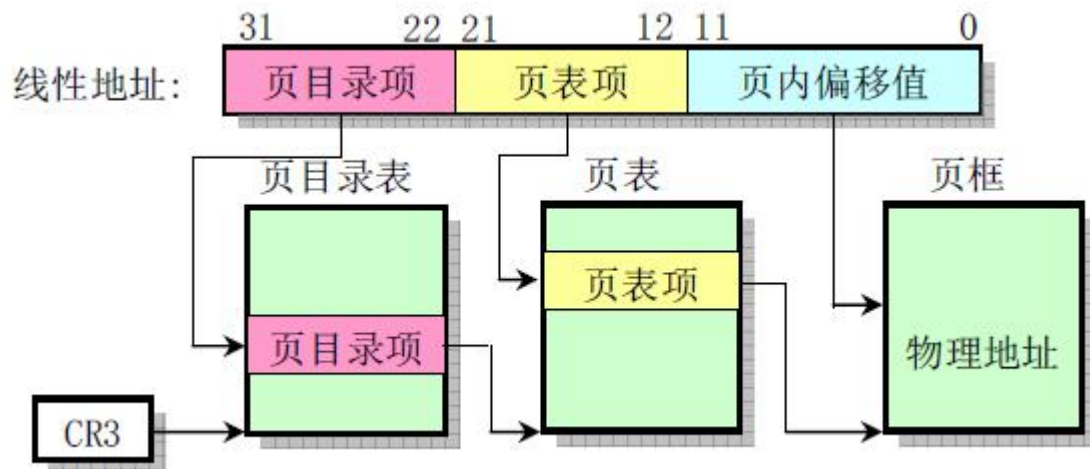 31 22 21 12 11 0
线性地址: 页目录项 页表项 页内偏移值
页目录表 页表 页框
页表项
页目录项 物理地址
CR3